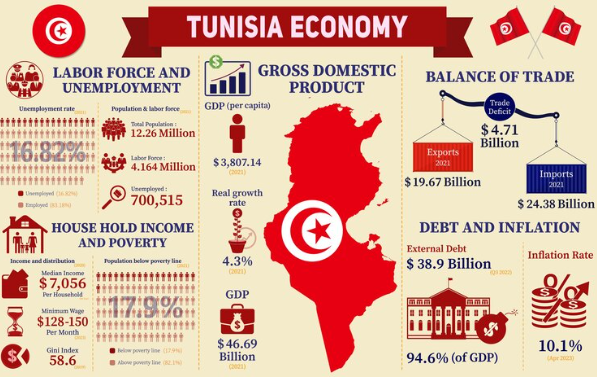 TUNISIA ECONOMY
LABOR FORCE AND
UNEMPLOYMENT
Unemployment rate
16.82%
Unemployed (16.82%)
Employed
Population & labor force
Total Population :
12.26 Million
Labor Force :
4.164 Million
Unemployed :
700,515
HOUSE HOLD INCOME
AND POVERTY
Income and distribution
Median Income
$ 7,056
Per Household
Minimum Wage
$128-150
Per Month
Gini Index
58.6
Population below poverty line
17.9%
Below poverty line (17.9%)
Above poverty line (82.1%)
$
GROSS DOMESTIC
PRODUCT
GDP (per capita)
$ 3,807.14
(2021)
Real growth
rate
4.3%
(2021)
GDP
$ 46.69
Billion
(2021)
BALANCE OF TRADE
Trade
Deficit
$ 4.71
Billion
Exports
2021
$ 19.67 Billion
Imports
2021
$ 24.38 Billion
DEBT AND INFLATION
External Debt
$ 38.9 Billion
94.6% (of GDP)
Inflation Rate
10.1%
(Apr 2023)